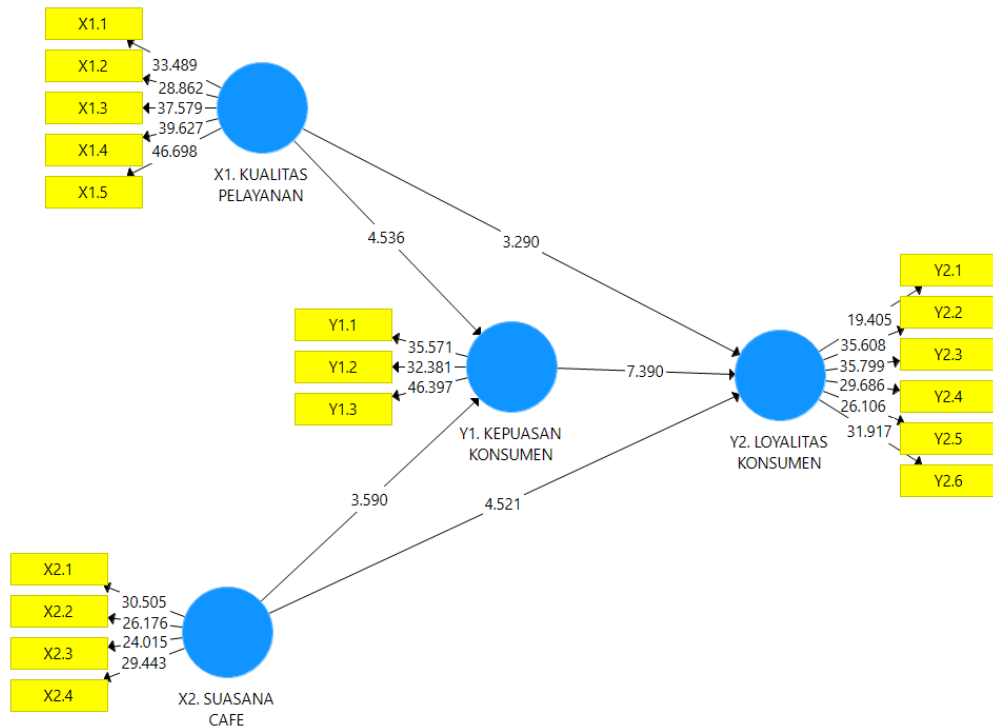 X1.1
X1.2
X1.3
X1.4
X1.5
33.489
28.862
37.579
39.627
46.698
X1. KUALITAS
PELAYANAN
4.536
3.290
Y1.1
Y1.2
Y1.3
35.571
32.381
46.397
Y1. KEPUASAN
KONSUMEN
7.390
Y2.1
Y2.2
Y2.3
Y2.4
Y2.5
Y2.6
19.405
35.608
35.799
29.686
26.106
31.917
Y2. LOYALITAS
KONSUMEN
3.590
4.521
X2.1
X2.2
X2.3
X2.4
30.505
26.176
24.015
29.443
X2. SUASANA
CAFE